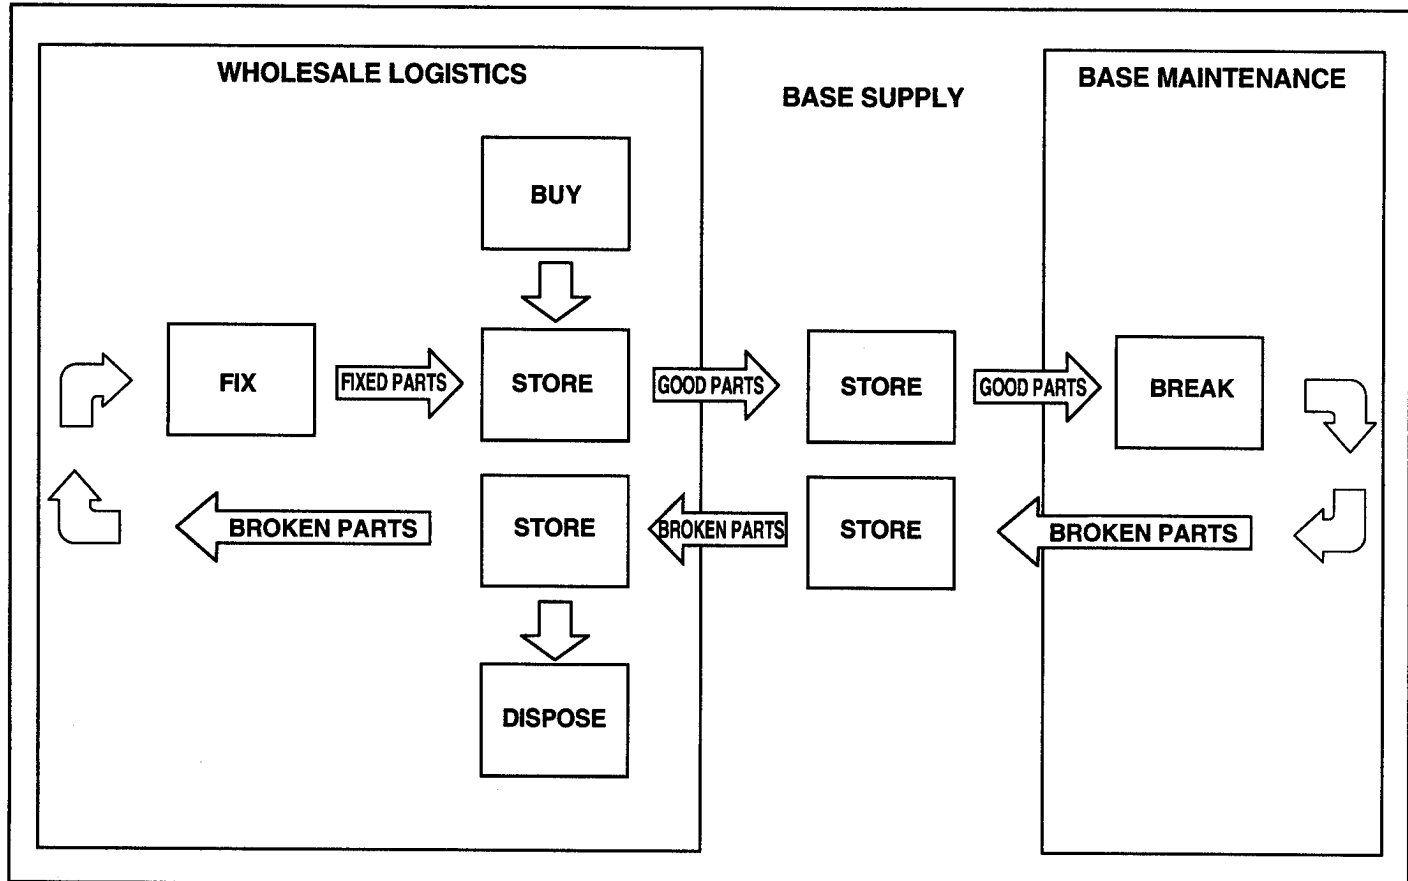 WHOLESALE LOGISTICS
BASE SUPPLY
BASE MAINTENANCE
BUY
FIX
FIXED PARTS
STORE
GOOD PARTS
STORE
GOOD PARTS
BREAK
BROKEN PARTS
STORE
BROKEN PARTS
STORE
BROKEN PARTS
DISPOSE